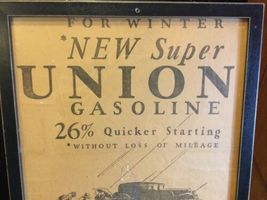 FOR WINTER
*NEW Super
UNION
GASOLINE
26% Quicker Starting
*WITHOUT LOSS OF MILEAGE